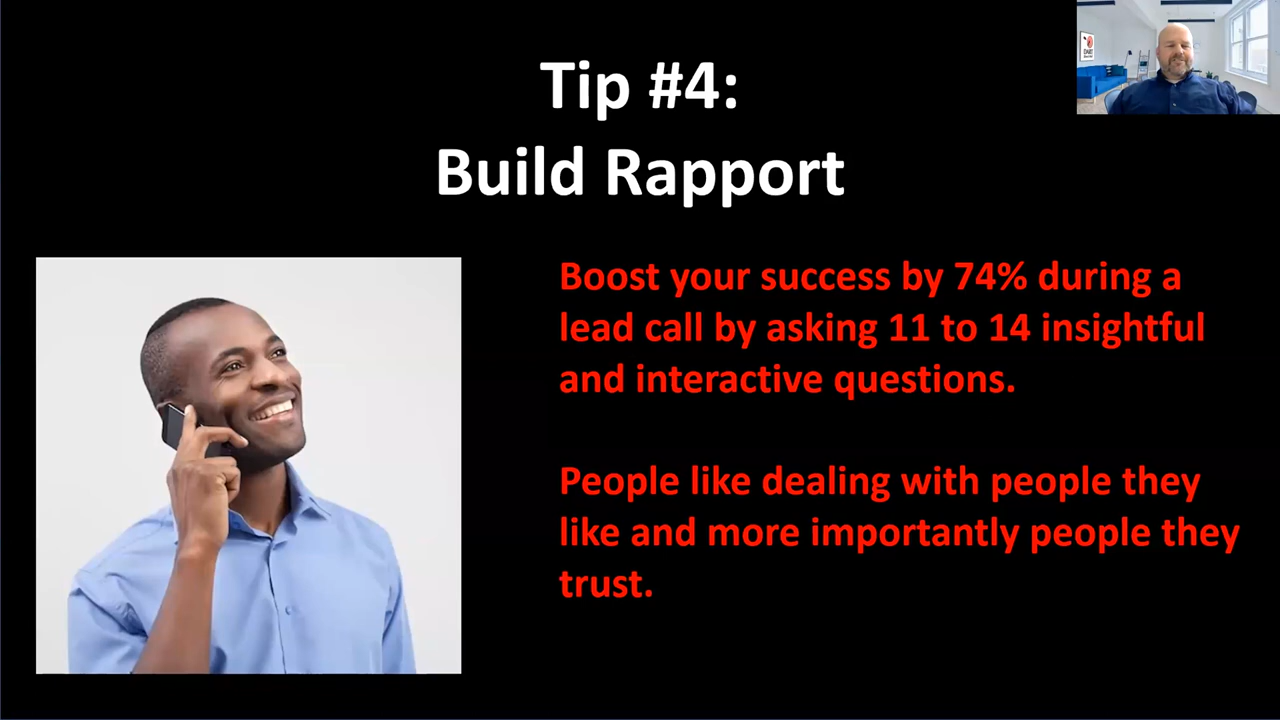 Tip #4:
Build Rapport
Boost your success by 74% during a
lead call by asking 11 to 14 insightful
and interactive questions.
People like dealing with people they
like and more importantly people they
trust.